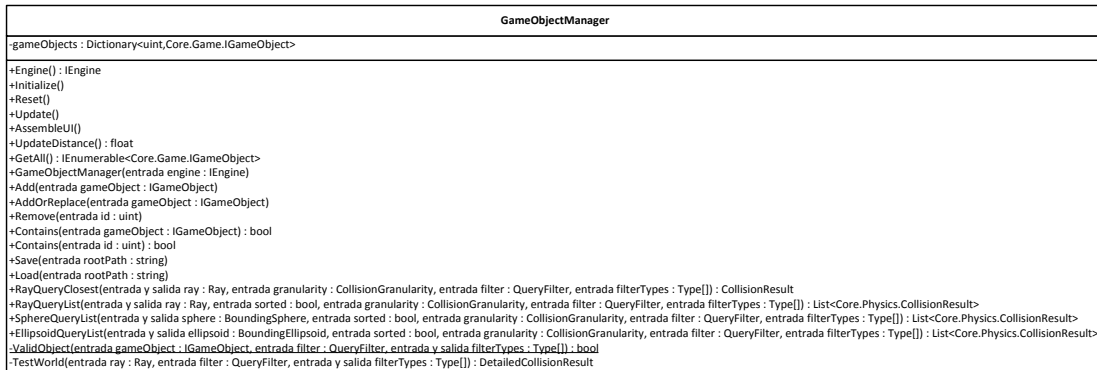 GameObjectManager
-gameObjects : Dictionary<uint,Core.Game.IGameObject>
+Engine() : IEngine
+Initialize()
+Reset()
+Update()
+AssembleUI()
+UpdateDistance() : float
+GetAll() : IEnumerable<Core.Game.IGameObject>
+GameObjectManager(entrada engine : IEngine)
+Add(entrada gameObject : IGameObject)
+AddOrReplace(entrada gameObject : IGameObject)
+Remove(entrada id : uint)
+Contains(entrada gameObject : IGameObject) : bool
+Contains(entrada id : uint) : bool
+Save(entrada rootPath : string)
+Load(entrada rootPath : string)
+RayQueryClosest(entrada y salida ray : Ray, entrada granularity : CollisionGranularity, entrada filter : QueryFilter, entrada filterTypes : Type[]) : CollisionResult
+RayQueryList(entrada y salida ray : Ray, entrada sorted : bool, entrada granularity : CollisionGranularity, entrada filter : QueryFilter, entrada filterTypes : Type[]) : List<Core.Physics.CollisionResult>
+SphereQueryList(entrada y salida sphere : BoundingSphere, entrada sorted : bool, entrada granularity : CollisionGranularity, entrada filter : QueryFilter, entrada filterTypes : Type[]) : List<Core.Physics.CollisionResult>
+EllipsoidQueryList(entrada y salida ellipsoid : BoundingEllipsoid, entrada sorted : bool, entrada granularity : CollisionGranularity, entrada filter : QueryFilter, entrada filterTypes : Type[]) : List<Core.Physics.CollisionResult>
-ValidObject(entrada gameObject : IGameObject, entrada filter : QueryFilter, entrada y salida filterTypes : Type[]) : bool
-TestWorld(entrada ray : Ray, entrada filter : QueryFilter, entrada y salida filterTypes : Type[]) : DetailedCollisionResult